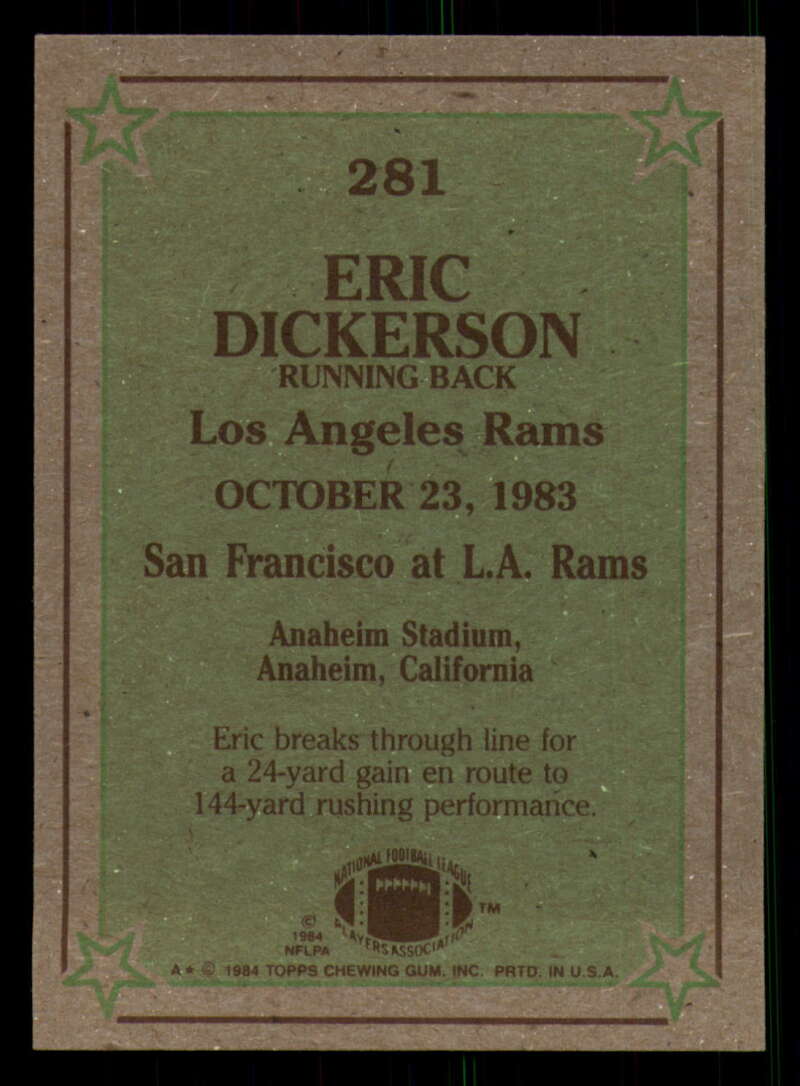 281
ERIC
DICKERSON
RUNNING BACK
Los Angeles Rams
OCTOBER 23, 1983
San Francisco at L.A. Rams
Anaheim Stadium,
Anaheim, California
Eric breaks through line for
a 24-yard gain en route to
144-yard rushing performance.
NATIONAL FOOTBALL LEAGUE
PLAYERS ASSOCIATION
TM
©
1984
NFLPA
A★ © 1984 TOPPS CHEWING GUM. INC. PRTD. IN U.S.A.